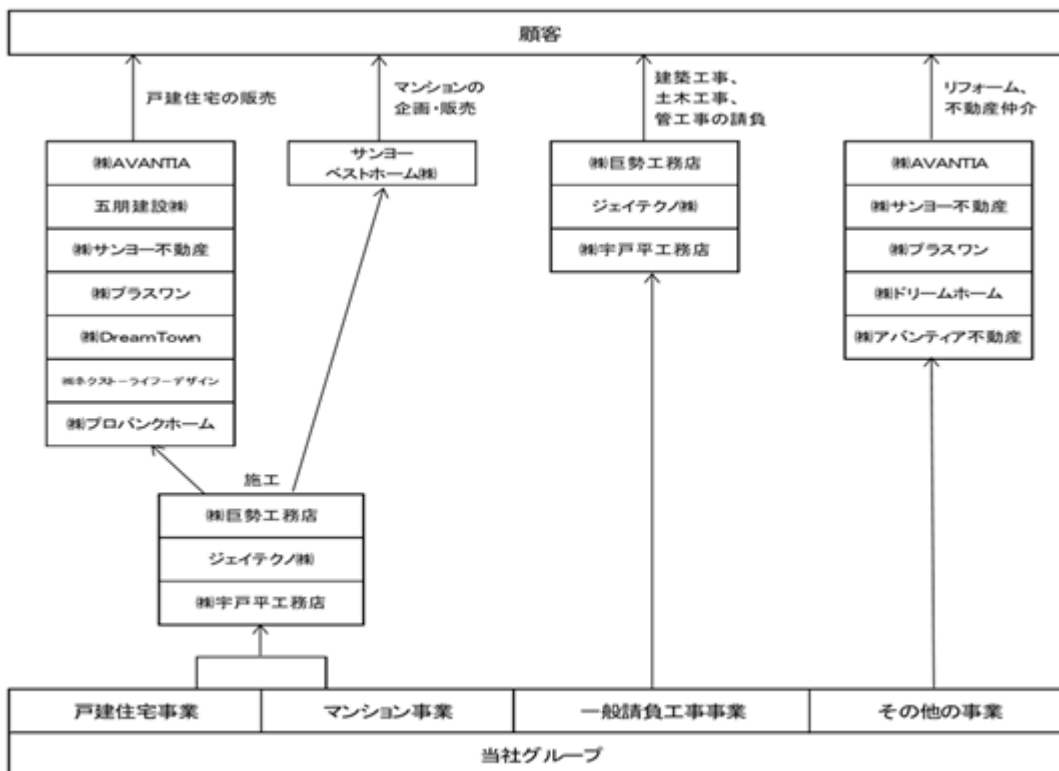 顧客
戸建住宅の販売
マンションの
企画・販売
建築工事、
土木工事、
管工事の請負
リフォーム、
不動産仲介
㈱AVANTIA
五朋建設㈱
㈱サンヨー不動産
㈱プラスワン
㈱DreamTown
㈱ネクスト－ライフ－デザイン
㈱プロバンクホーム
サンヨー
ベストホーム㈱
㈱巨勢工務店
ジェイテクノ㈱
㈱宇戸平工務店
㈱AVANTIA
㈱サンヨー不動産
㈱プラスワン
㈱ドリームホーム
㈱アバンティア不動産
施工
㈱巨勢工務店
ジェイテクノ㈱
㈱宇戸平工務店
戸建住宅事業
マンション事業
一般請負工事事業
その他の事業
当社グループ